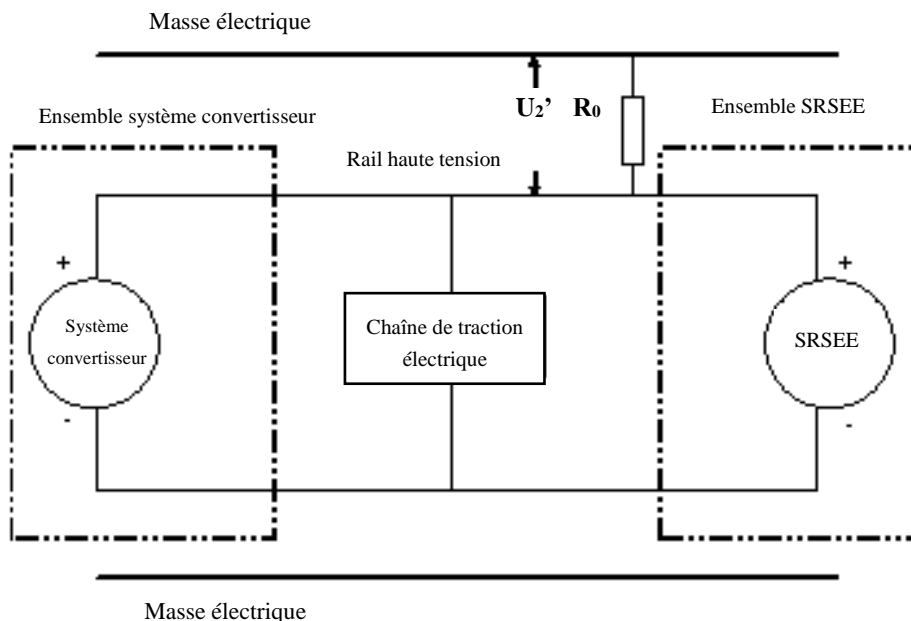 Masse électrique
Ensemble système convertisseur
U2’ R0
Ensemble SRSEE
Rail haute tension
+
+
Système
convertisseur
Chaîne de traction
électrique
SRSEE
-
-
Masse électrique